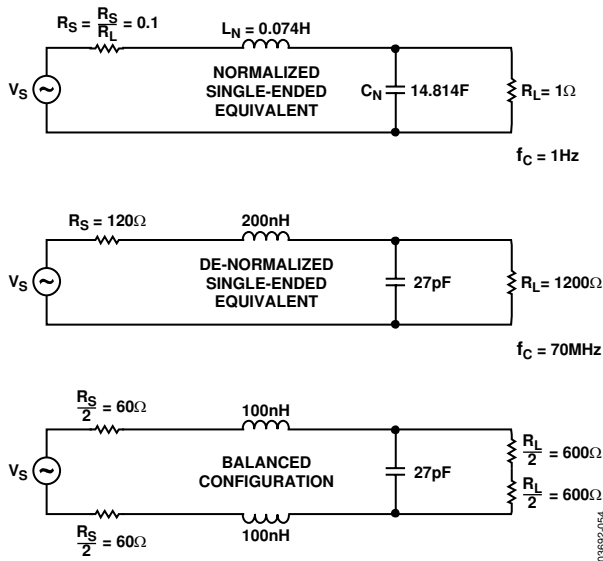 R_S = R_S/R_L = 0.1
L_N = 0.074H
V_S
NORMALIZED
SINGLE-ENDED
EQUIVALENT
C_N
14.814F
R_L= 1Ω
f_C = 1Hz
R_S = 120Ω
200nH
V_S
DE-NORMALIZED
SINGLE-ENDED
EQUIVALENT
27pF
R_L= 1200Ω
f_C = 70MHz
R_S/2 = 60Ω
100nH
V_S
BALANCED
CONFIGURATION
27pF
R_L/2 = 600Ω
R_L/2 = 600Ω
R_S/2 = 60Ω
100nH
03692-054